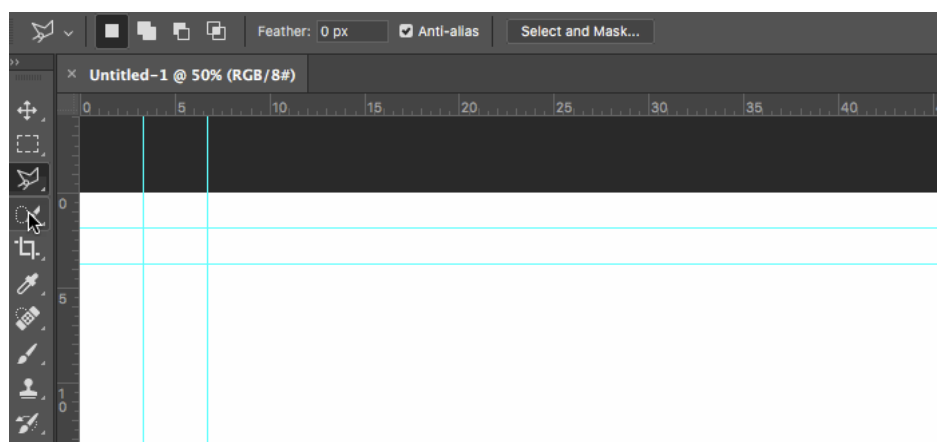 Feather: 0 px Anti-alias Select and Mask...
× Untitled-1 @ 50% (RGB/8#)
0 5 10 15 20 25 30 35 40
0
5
1
0